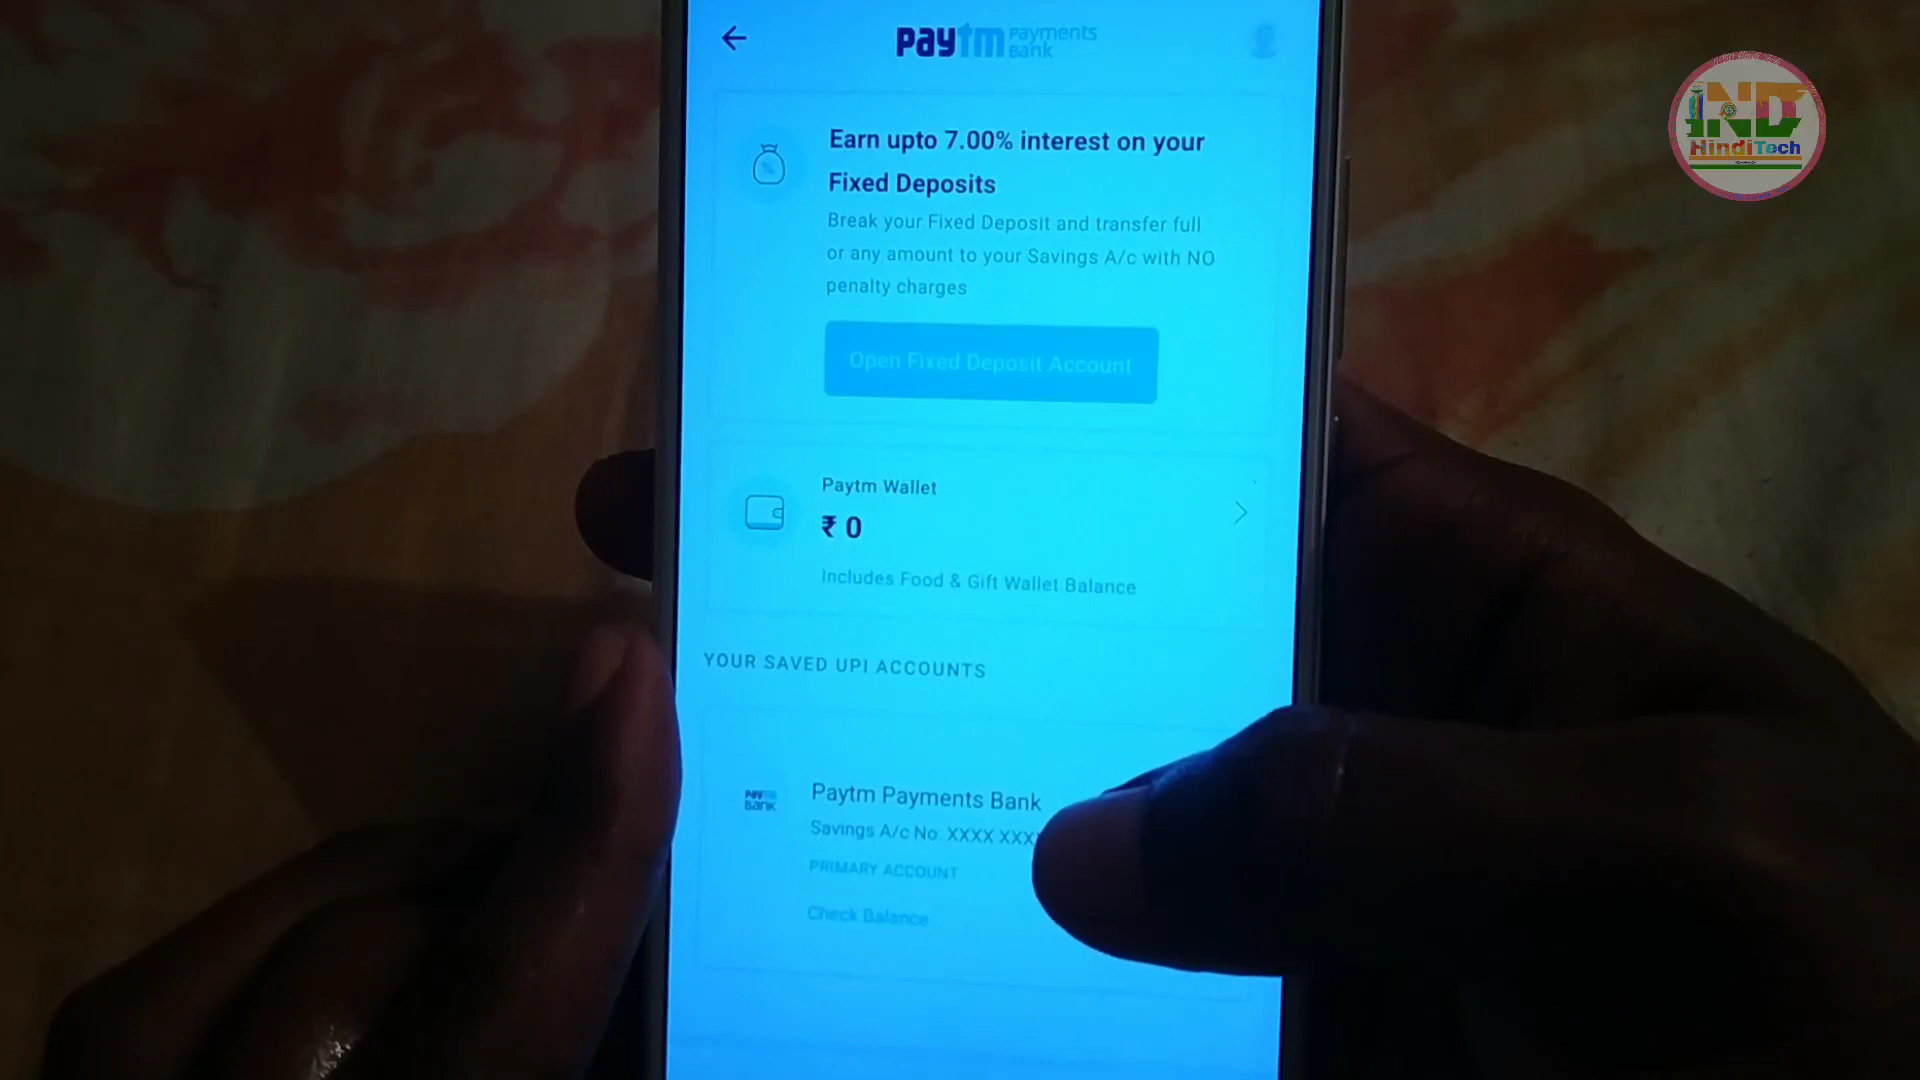 paytm Payments Bank
Earn upto 7.00% interest on your
Fixed Deposits
Break your Fixed Deposit and transfer full
or any amount to your Savings A/c with NO
penalty charges
Open Fixed Deposit Account
Paytm Wallet
₹ 0
Includes Food & Gift Wallet Balance
YOUR SAVED UPI ACCOUNTS
Paytm Payments Bank
Savings A/c No XXXX XXX
PRIMARY ACCOUNT
Check Balance
IND
HindiTech